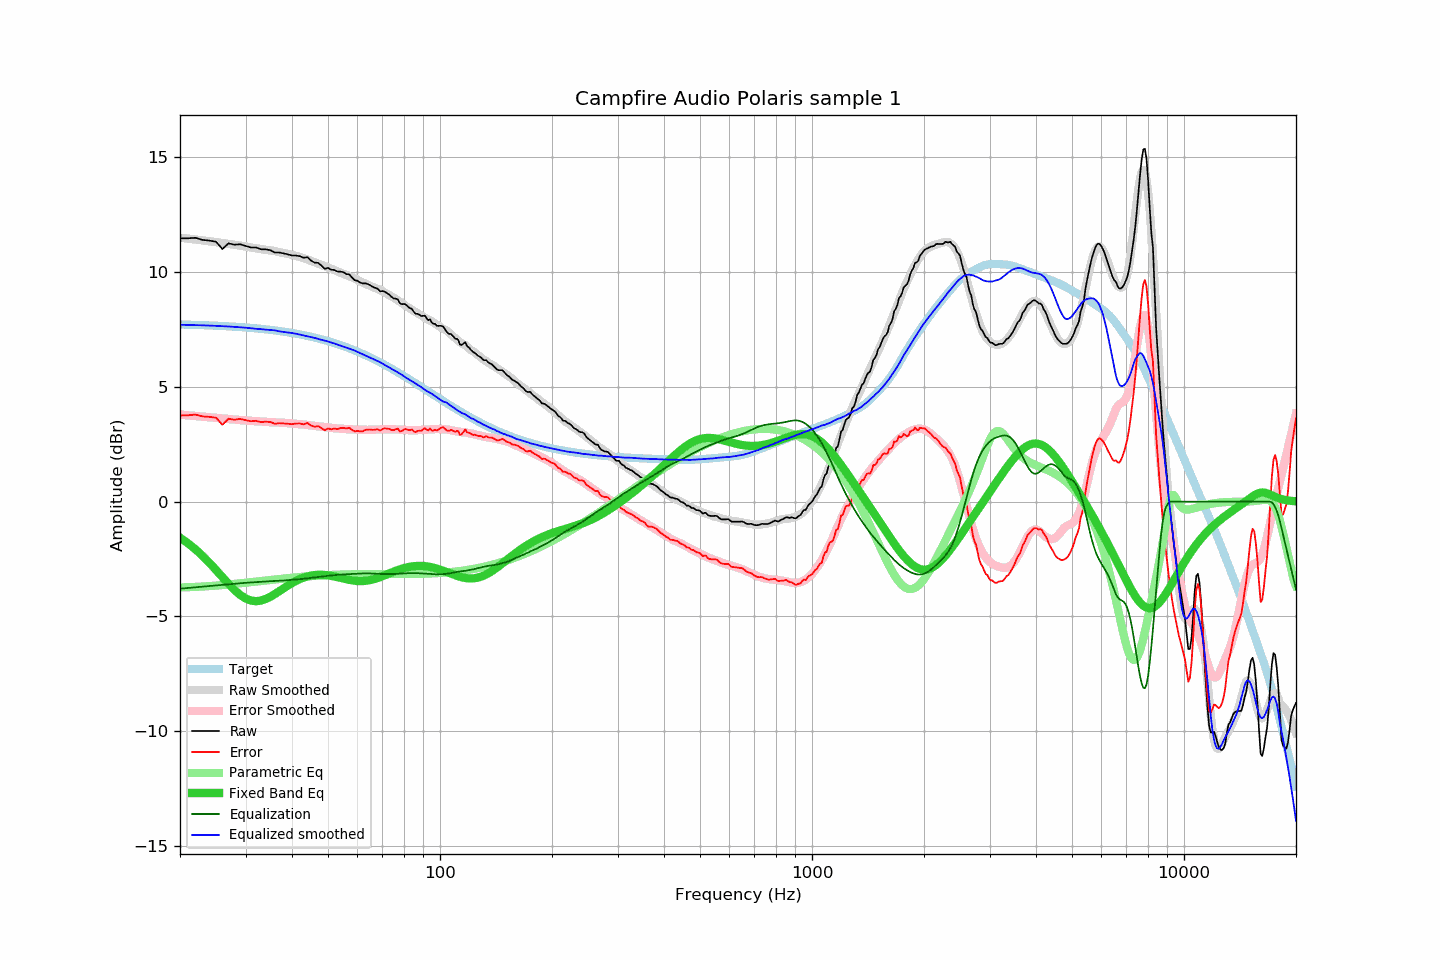 Campfire Audio Polaris sample 1
Amplitude (dBr)
15
10
5
0
−5
−10
−15
Target
Raw Smoothed
Error Smoothed
Raw
Error
Parametric Eq
Fixed Band Eq
Equalization
Equalized smoothed
100
1000
10000
Frequency (Hz)